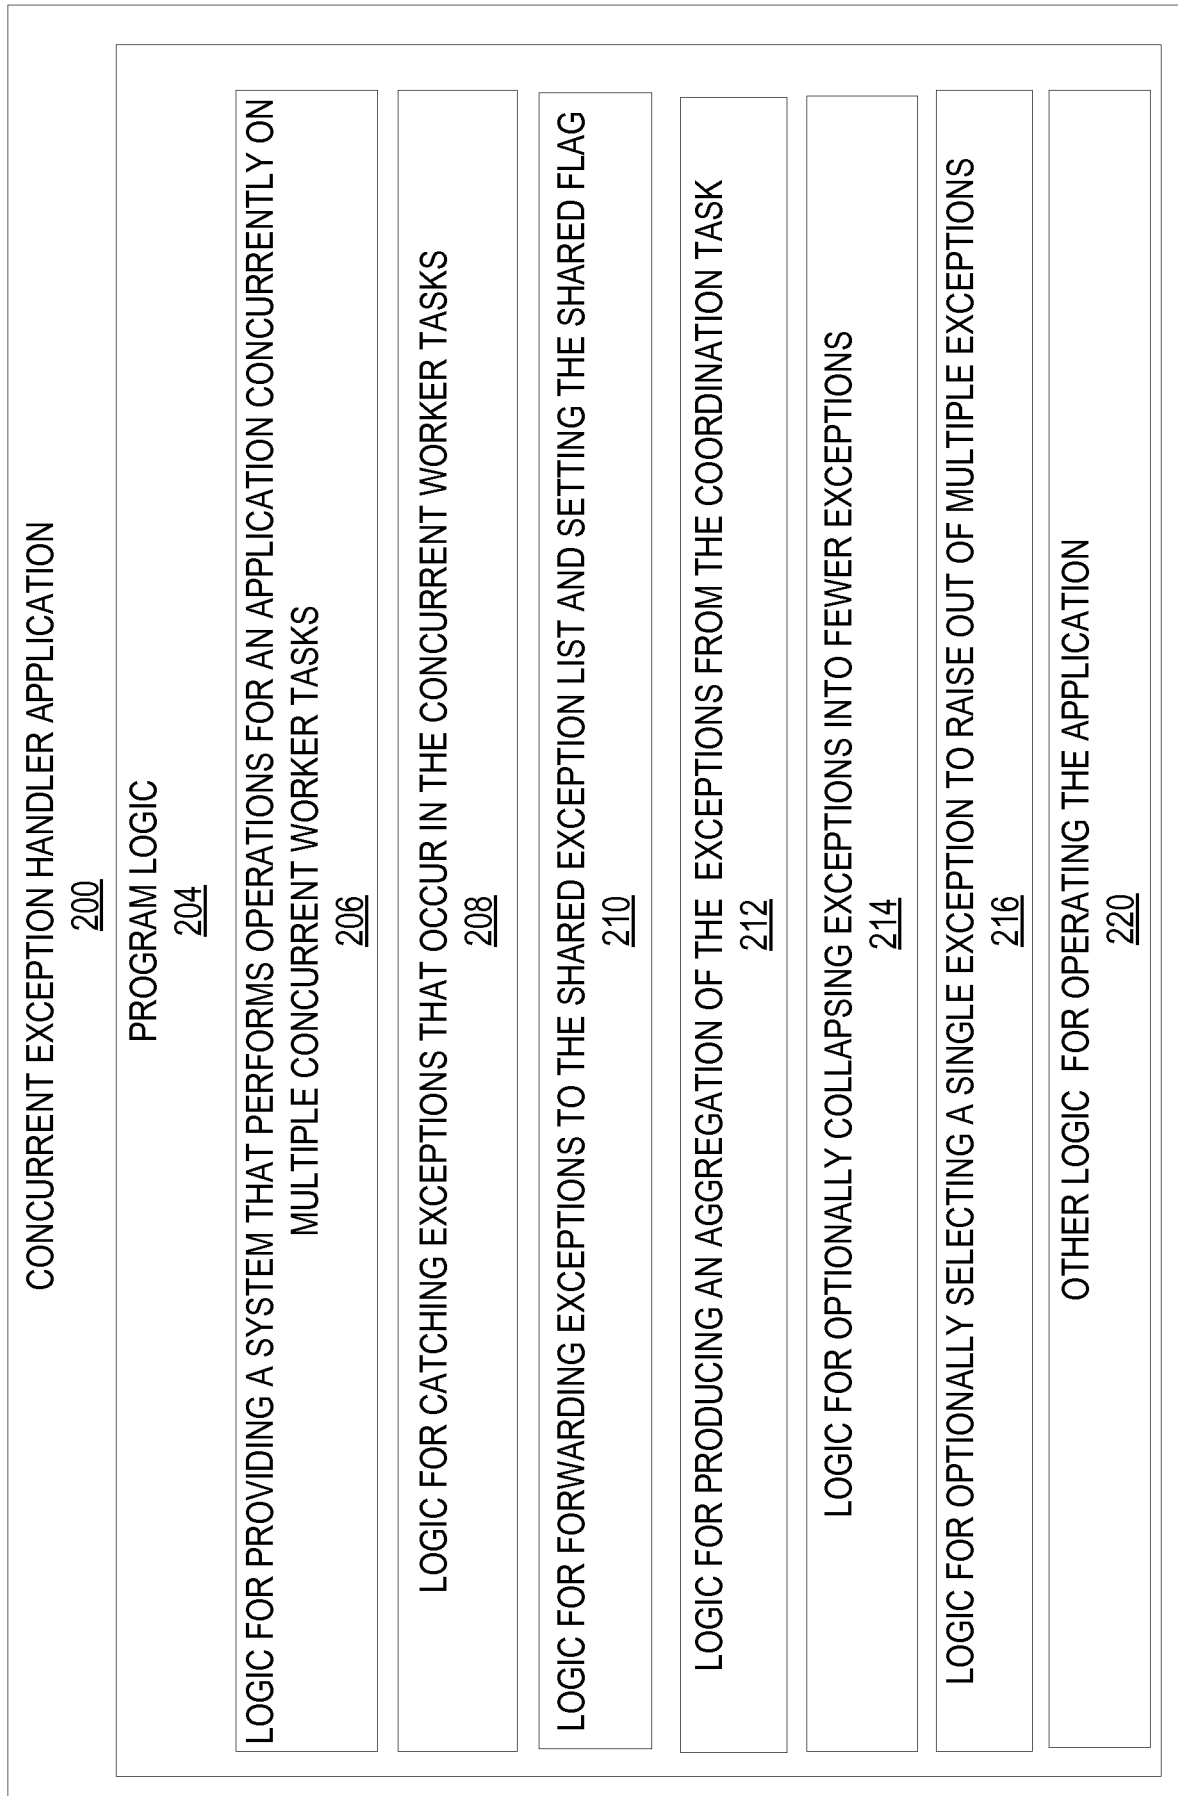 CONCURRENT EXCEPTION HANDLER APPLICATION
200
PROGRAM LOGIC
204
LOGIC FOR PROVIDING A SYSTEM THAT PERFORMS OPERATIONS FOR AN APPLICATION CONCURRENTLY ON
MULTIPLE CONCURRENT WORKER TASKS
206
LOGIC FOR CATCHING EXCEPTIONS THAT OCCUR IN THE CONCURRENT WORKER TASKS
208
LOGIC FOR FORWARDING EXCEPTIONS TO THE SHARED EXCEPTION LIST AND SETTING THE SHARED FLAG
210
LOGIC FOR PRODUCING AN AGGREGATION OF THE EXCEPTIONS FROM THE COORDINATION TASK
212
LOGIC FOR OPTIONALLY COLLAPSING EXCEPTIONS INTO FEWER EXCEPTIONS
214
LOGIC FOR OPTIONALLY SELECTING A SINGLE EXCEPTION TO RAISE OUT OF MULTIPLE EXCEPTIONS
216
OTHER LOGIC FOR OPERATING THE APPLICATION
220